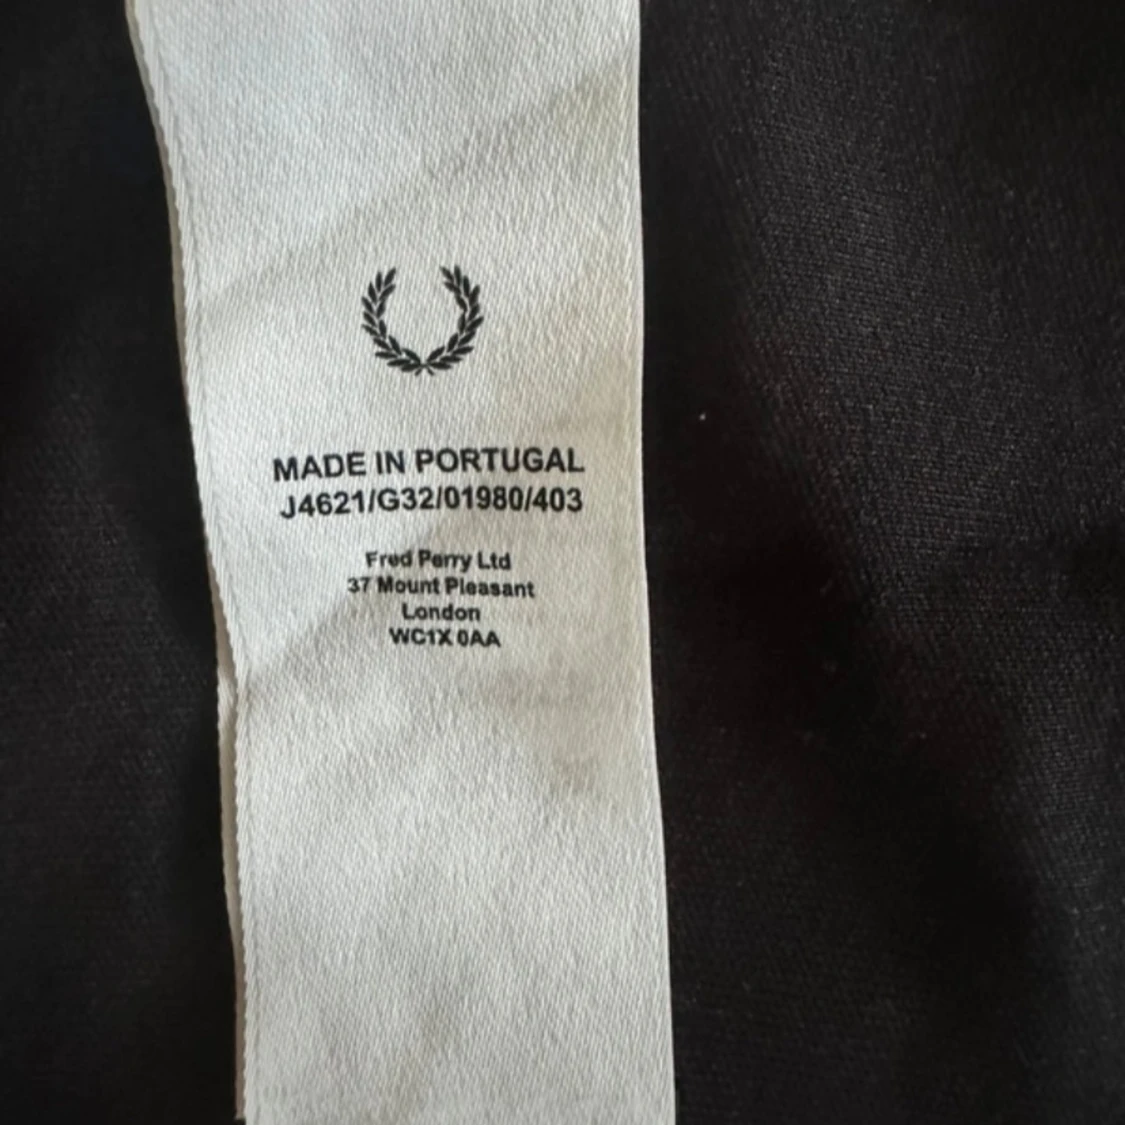 MADE IN PORTUGAL
J4621/G32/01980/403
Fred Perry Ltd
37 Mount Pleasant
London
WC1X 0AA